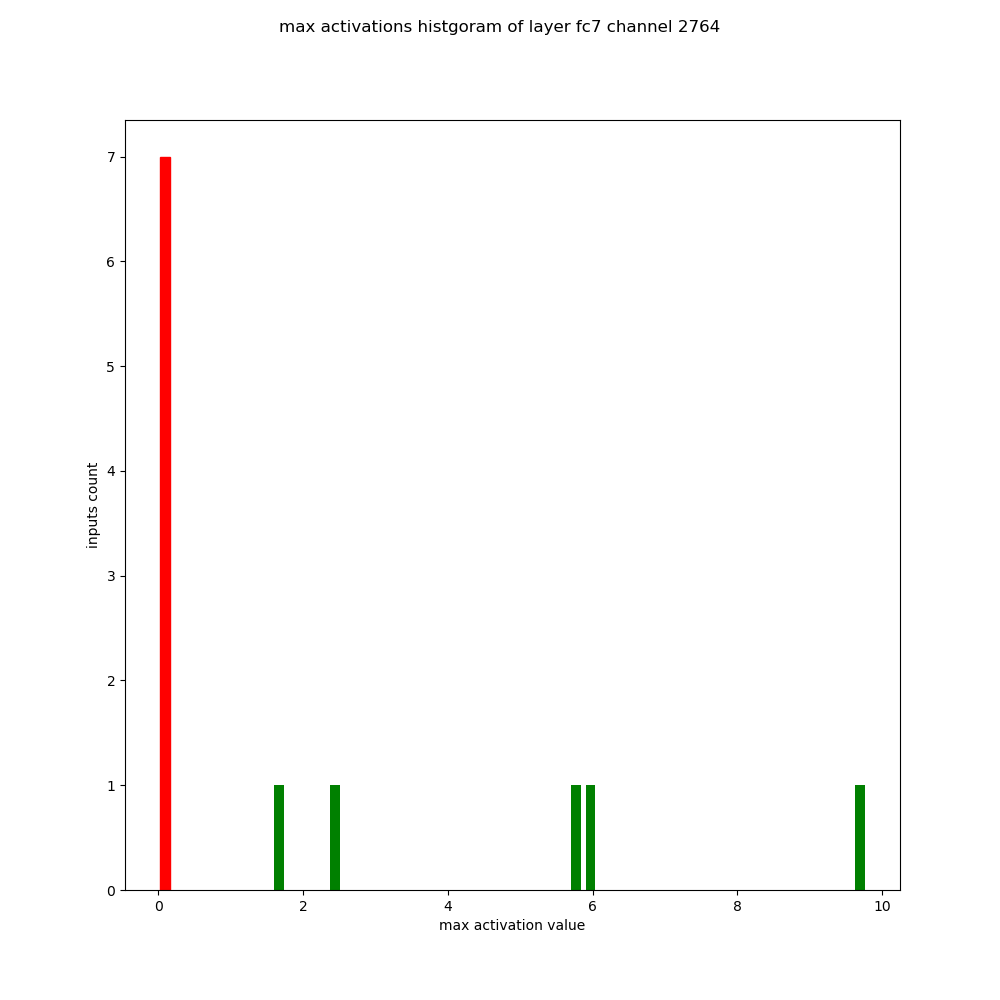 max activations histgoram of layer fc7 channel 2764
7
6
5
4
3
2
1
0
inputs count
0 2 4 6 8 10
max activation value